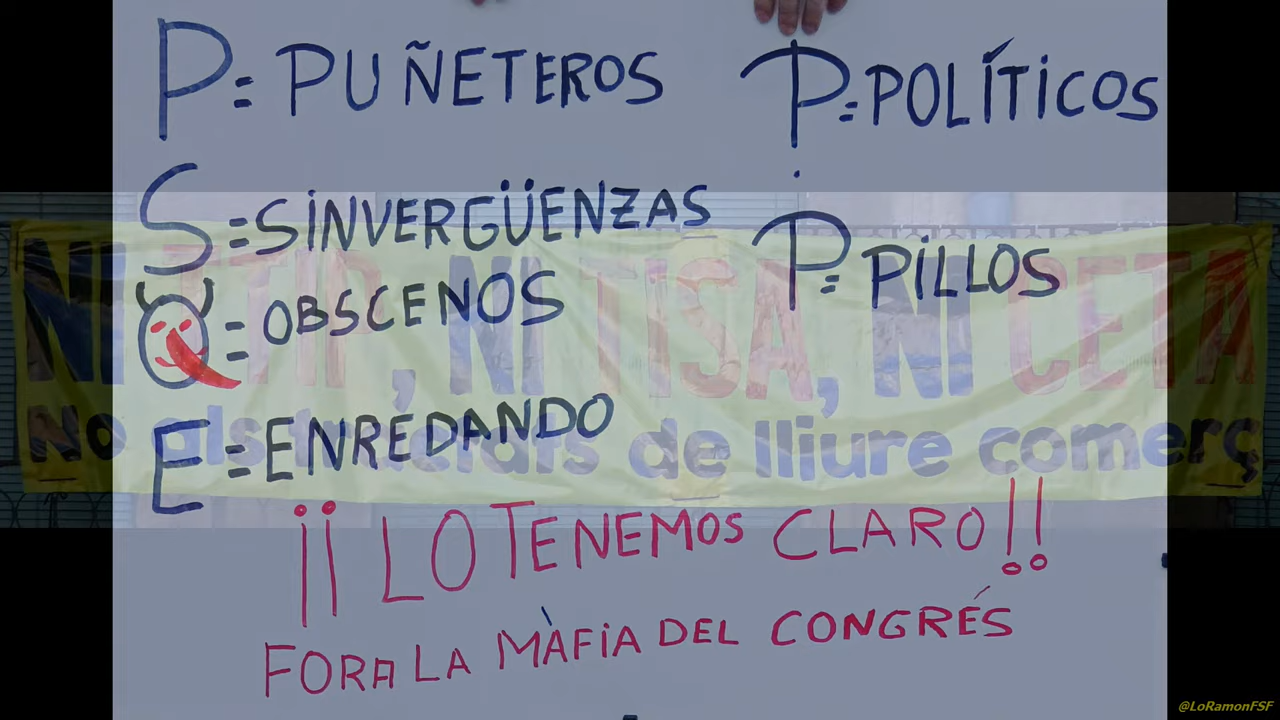 P = PUÑETEROS
P = POLÍTICOS
S = SINVERGÜENZAS
P = PILLOS
= OBSCENOS
E = ENREDANDO
¡¡ LO TENEMOS CLARO !!
FORA LA MÀFIA DEL CONGRÉS
NI TTIP, NI TISA, NI CETA
No als tractats de lliure comerç
@LoRamonFSF